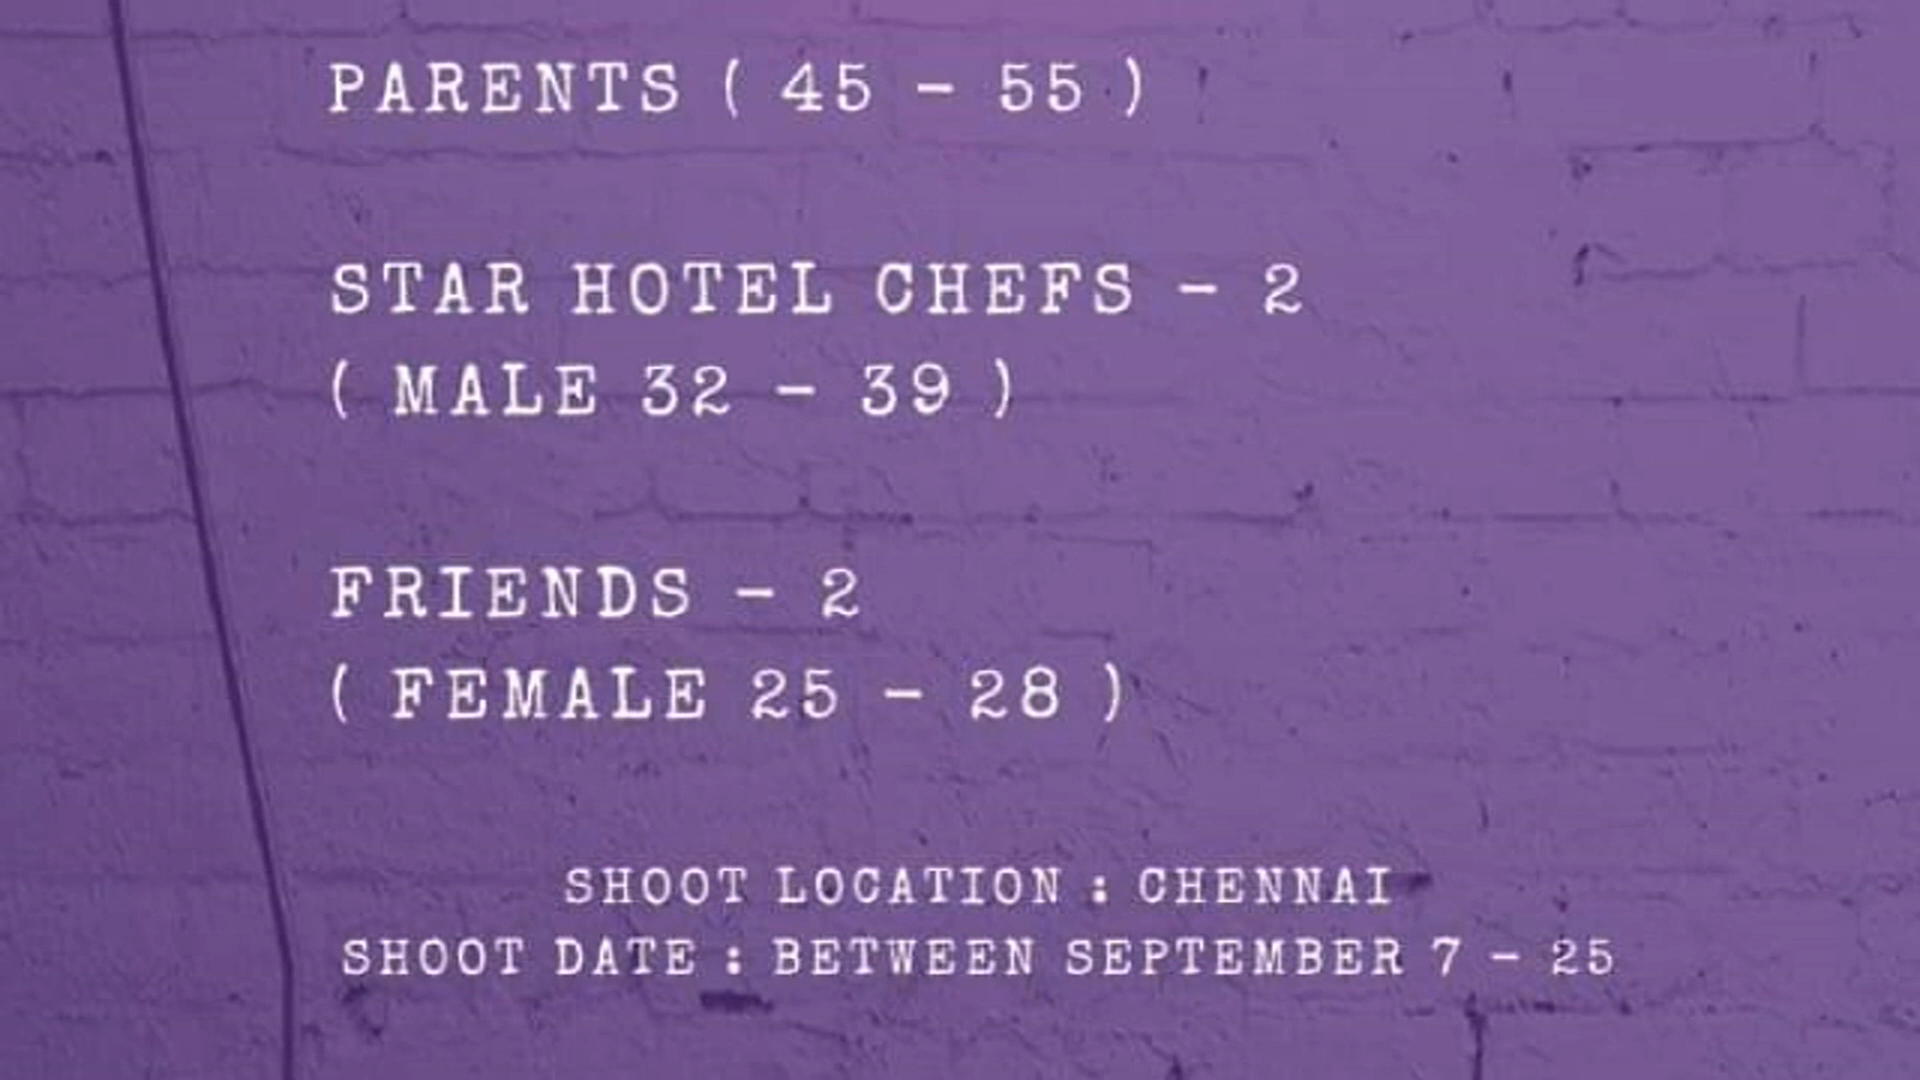 PARENTS ( 45 - 55 )
STAR HOTEL CHEFS - 2
( MALE 32 - 39 )
FRIENDS - 2
( FEMALE 25 - 28 )
SHOOT LOCATION : CHENNAI
SHOOT DATE : BETWEEN SEPTEMBER 7 - 25